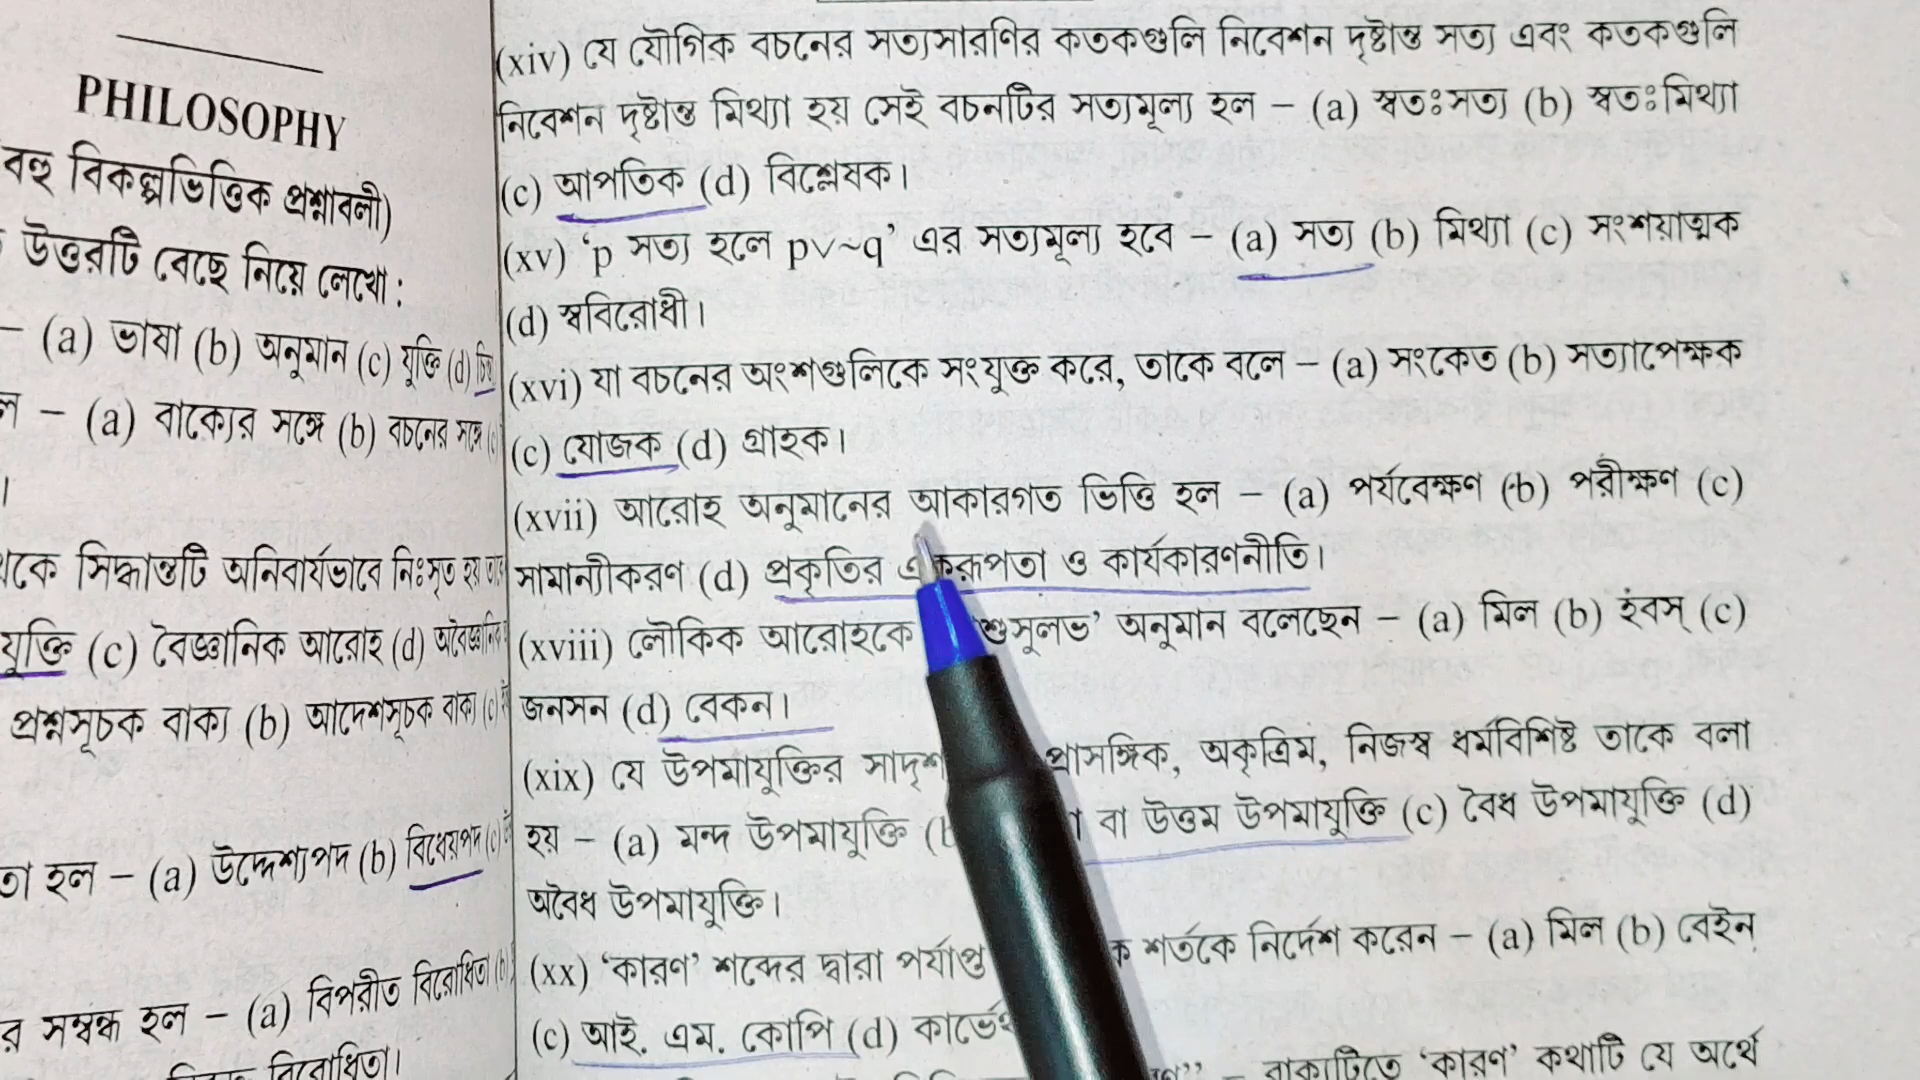 PHILOSOPHY
বহু বিকল্পভিত্তিক প্রশ্নাবলী)
উত্তরটি বেছে নিয়ে লেখো :
– (a) ভাষা (b) অনুমান (c) যুক্তি (d)
– (a) বাক্যের সঙ্গে (b) বচনের সঙ্গে
।
থেকে সিদ্ধান্তটি অনিবার্যভাবে নিঃসৃত হয়
যুক্তি (c) বৈজ্ঞানিক আরোহ (d) অবৈজ্ঞানিক
প্রশ্নসূচক বাক্য (b) আদেশসূচক বাক্য (c)
হল – (a) উদ্দেশ্যপদ (b) বিধেয়পদ (c)
র সম্বন্ধ হল – (a) বিপরীত বিরোধিতা (b)
বিরোধিতা।
(xiv) যে যৌগিক বচনের সত্যসারণির কতকগুলি নিবেশন দৃষ্টান্ত সত্য এবং কতকগুলি
নিবেশন দৃষ্টান্ত মিথ্যা হয় সেই বচনটির সত্যমূল্য হল – (a) স্বতঃসত্য (b) স্বতঃমিথ্যা
(c) আপতিক (d) বিশ্লেষক।
(xv) ‘p সত্য হলে p∨~q’ এর সত্যমূল্য হবে – (a) সত্য (b) মিথ্যা (c) সংশয়াত্মক
(d) স্ববিরোধী।
(xvi) যা বচনের অংশগুলিকে সংযুক্ত করে, তাকে বলে – (a) সংকেত (b) সত্যাপেক্ষক
(c) যোজক (d) গ্রাহক।
(xvii) আরোহ অনুমানের আকারগত ভিত্তি হল – (a) পর্যবেক্ষণ (b) পরীক্ষণ (c)
সামান্যীকরণ (d) প্রকৃতির একরূপতা ও কার্যকারণনীতি।
(xviii) লৌকিক আরোহকে সুলভ’ অনুমান বলেছেন – (a) মিল (b) হবস্ (c)
জনসন (d) বেকন।
(xix) যে উপমাযুক্তির প্রাসঙ্গিক, অকৃত্রিম, নিজস্ব ধর্মবিশিষ্ট তাকে বলা
হয় – (a) মন্দ উপমাযুক্তি বা উত্তম উপমাযুক্তি (c) বৈধ উপমাযুক্তি (d)
অবৈধ উপমাযুক্তি।
(xx) ‘কারণ’ শব্দের দ্বারা পর্যাপ্ত শর্তকে নির্দেশ করেন – (a) মিল (b) বেইন
(c) আই. এম. কোপি (d)
– বাক্যটিতে ‘কারণ’ কথাটি যে অর্থে